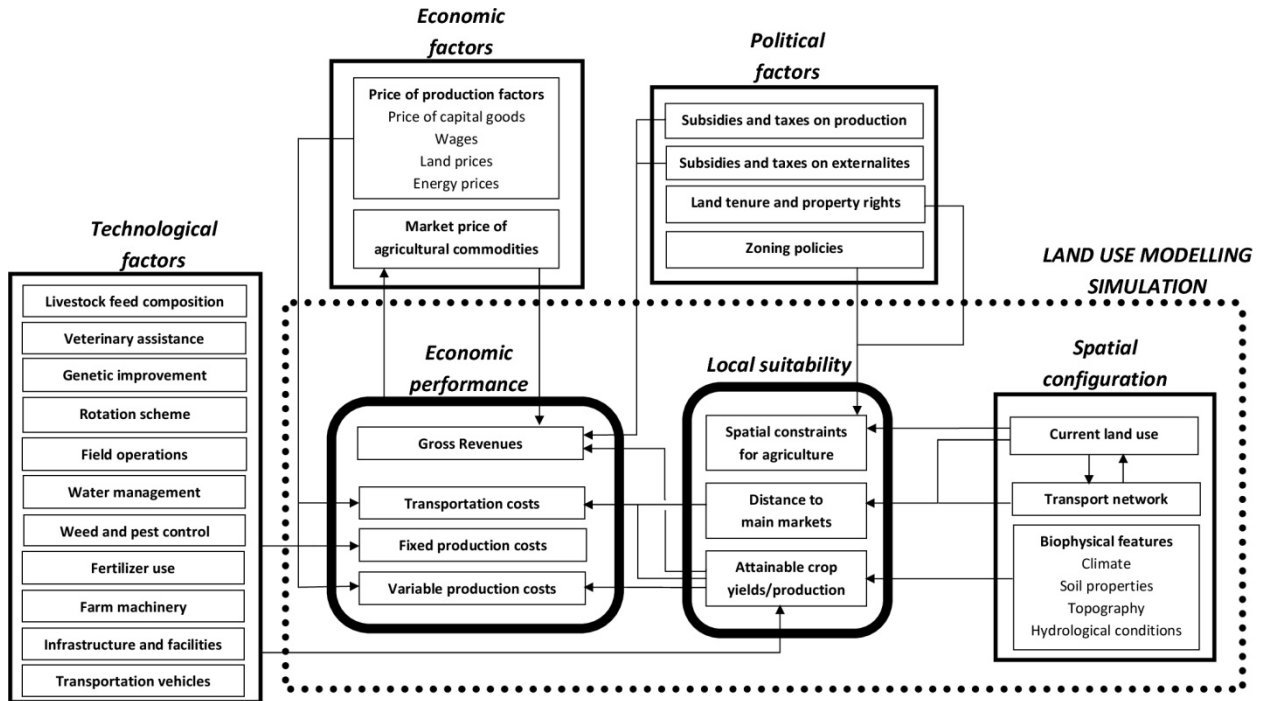 Economic
factors
Price of production factors
Price of capital goods
Wages
Land prices
Energy prices
Market price of
agricultural commodities
Political
factors
Subsidies and taxes on production
Subsidies and taxes on externalites
Land tenure and property rights
Zoning policies
Technological
factors
Livestock feed composition
Veterinary assistance
Genetic improvement
Rotation scheme
Field operations
Water management
Weed and pest control
Fertilizer use
Farm machinery
Infrastructure and facilities
Transportation vehicles
LAND USE MODELLING
SIMULATION
Economic
performance
Gross Revenues
Transportation costs
Fixed production costs
Variable production costs
Local suitability
Spatial constraints
for agriculture
Distance to
main markets
Attainable crop
yields/production
Spatial
configuration
Current land use
Transport network
Biophysical features
Climate
Soil properties
Topography
Hydrological conditions